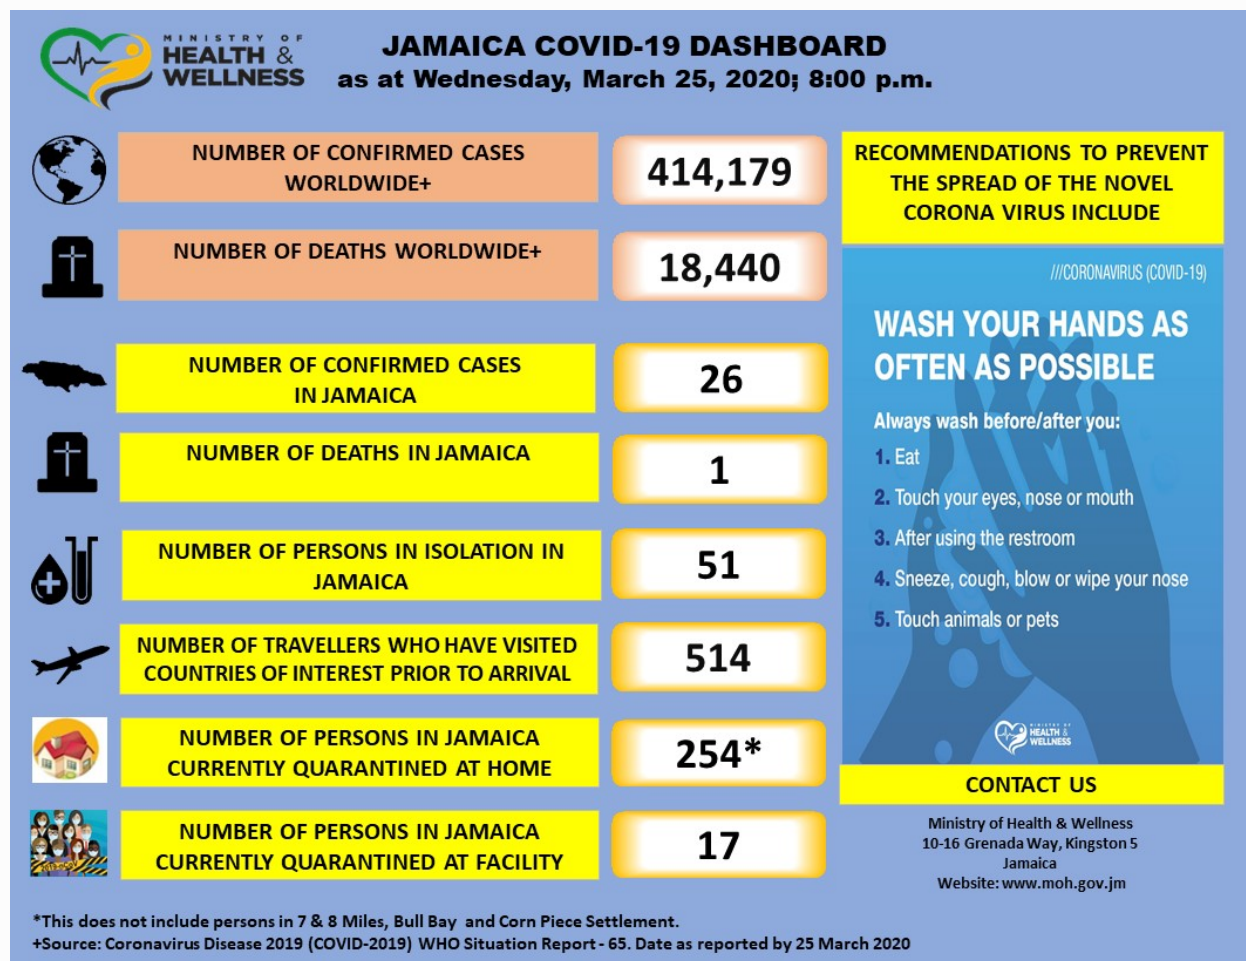 MINISTRY OF
HEALTH &
WELLNESS
JAMAICA COVID-19 DASHBOARD
as at Wednesday, March 25, 2020; 8:00 p.m.
NUMBER OF CONFIRMED CASES
WORLDWIDE+
414,179
NUMBER OF DEATHS WORLDWIDE+
18,440
NUMBER OF CONFIRMED CASES
IN JAMAICA
26
NUMBER OF DEATHS IN JAMAICA
1
NUMBER OF PERSONS IN ISOLATION IN
JAMAICA
51
NUMBER OF TRAVELLERS WHO HAVE VISITED
COUNTRIES OF INTEREST PRIOR TO ARRIVAL
514
NUMBER OF PERSONS IN JAMAICA
CURRENTLY QUARANTINED AT HOME
254*
NUMBER OF PERSONS IN JAMAICA
CURRENTLY QUARANTINED AT FACILITY
17
RECOMMENDATIONS TO PREVENT
THE SPREAD OF THE NOVEL
CORONA VIRUS INCLUDE
///CORONAVIRUS (COVID-19)
WASH YOUR HANDS AS
OFTEN AS POSSIBLE
Always wash before/after you:
1. Eat
2. Touch your eyes, nose or mouth
3. After using the restroom
4. Sneeze, cough, blow or wipe your nose
5. Touch animals or pets
MINISTRY OF
HEALTH &
WELLNESS
CONTACT US
Ministry of Health & Wellness
10-16 Grenada Way, Kingston 5
Jamaica
Website: www.moh.gov.jm
*This does not include persons in 7 & 8 Miles, Bull Bay and Corn Piece Settlement.
+Source: Coronavirus Disease 2019 (COVID-2019) WHO Situation Report - 65. Date as reported by 25 March 2020